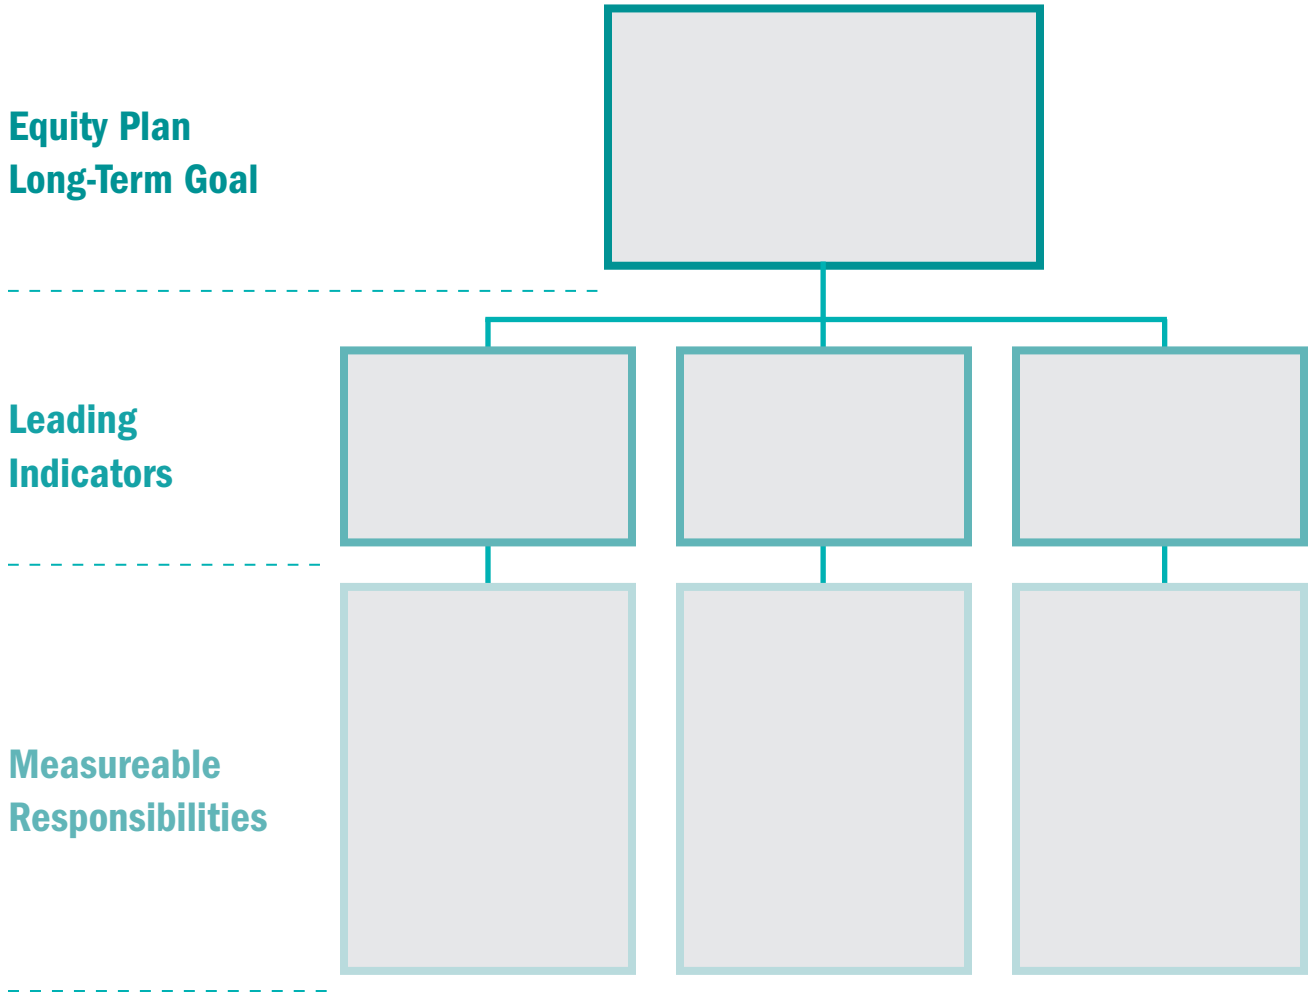 Equity Plan
Long-Term Goal
Leading
Indicators
Measureable
Responsibilities